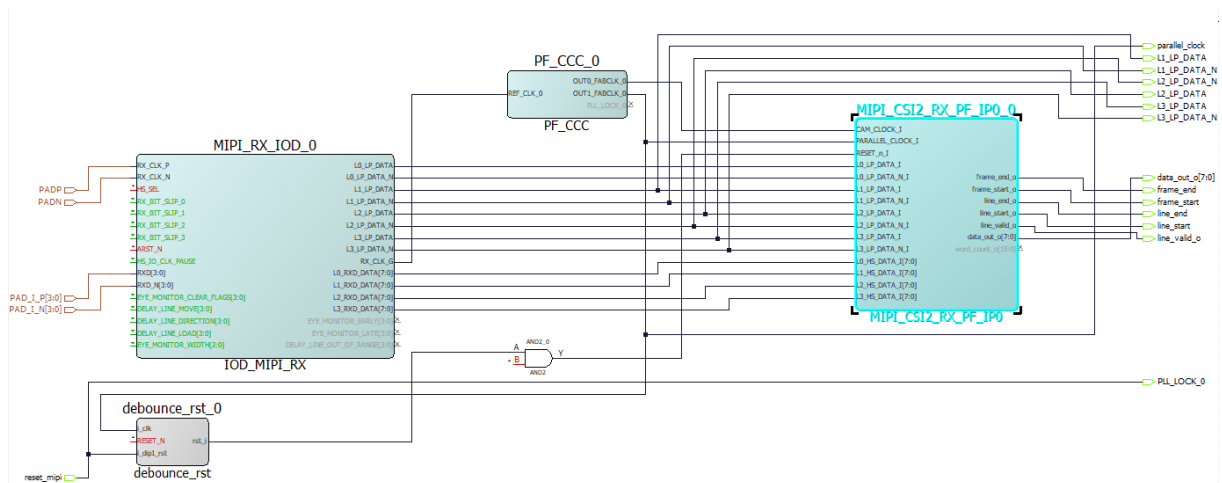 PF_CCC_0
REF_CLK_0
OUT0_FABCLK_0
OUT1_FABCLK_0
PLL_LOCK_0
PF_CCC
MIPI_RX_IOD_0
RX_CLK_P
RX_CLK_N
HS_SEL
RX_BIT_SLIP_0
RX_BIT_SLIP_1
RX_BIT_SLIP_2
RX_BIT_SLIP_3
ARST_N
HS_IO_CLK_PAUSE
RXD[3:0]
RXD_N[3:0]
EYE_MONITOR_CLEAR_FLAGS[3:0]
DELAY_LINE_MOVE[3:0]
DELAY_LINE_DIRECTION[3:0]
DELAY_LINE_LOAD[3:0]
EYE_MONITOR_WIDTH[2:0]
L0_LP_DATA
L0_LP_DATA_N
L1_LP_DATA
L1_LP_DATA_N
L2_LP_DATA
L2_LP_DATA_N
L3_LP_DATA
L3_LP_DATA_N
RX_CLK_G
L0_RXD_DATA[7:0]
L1_RXD_DATA[7:0]
L2_RXD_DATA[7:0]
L3_RXD_DATA[7:0]
EYE_MONITOR_EARLY[3:0]
EYE_MONITOR_LATE[3:0]
DELAY_LINE_OUT_OF_RANGE[3:0]
IOD_MIPI_RX
PADP
PADN
PAD_I_P[3:0]
PAD_I_N[3:0]
MIPI_CSI2_RX_PF_IP0_0
CAM_CLOCK_I
PARALLEL_CLOCK_I
RESET_n_I
L0_LP_DATA_I
L0_LP_DATA_N_I
L1_LP_DATA_I
L1_LP_DATA_N_I
L2_LP_DATA_I
L2_LP_DATA_N_I
L3_LP_DATA_I
L3_LP_DATA_N_I
L0_HS_DATA_I[7:0]
L1_HS_DATA_I[7:0]
L2_HS_DATA_I[7:0]
L3_HS_DATA_I[7:0]
frame_end_o
frame_start_o
line_end_o
line_start_o
line_valid_o
data_out_o[7:0]
word_count_o[15:0]
MIPI_CSI2_RX_PF_IP0
parallel_clock
L1_LP_DATA
L1_LP_DATA_N
L2_LP_DATA_N
L2_LP_DATA
L3_LP_DATA
L3_LP_DATA_N
data_out_o[7:0]
frame_end
frame_start
line_end
line_start
line_valid_o
PLL_LOCK_0
AND2_0
A
B
Y
AND2
debounce_rst_0
i_clk
RESET_N
i_dip1_rst
rst_i
debounce_rst
reset_mipi